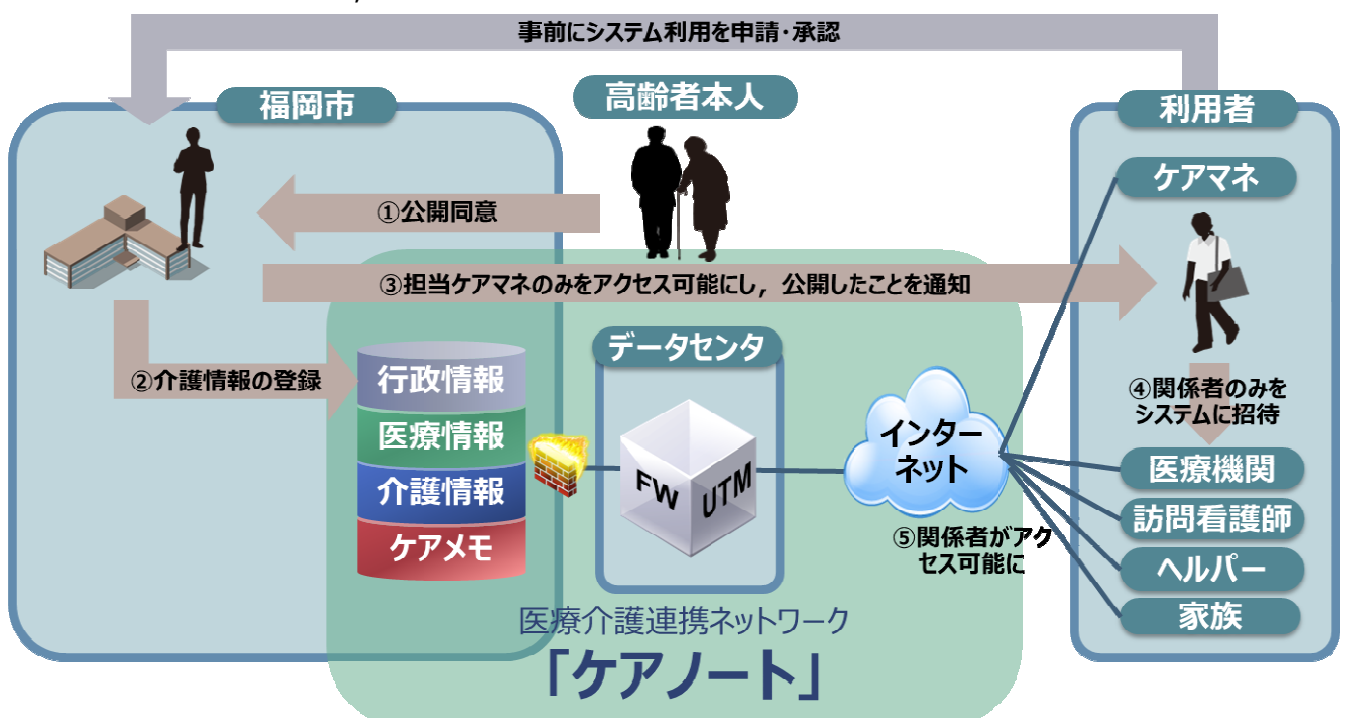 事前にシステム利用を申請・承認
福岡市
高齢者本人
利用者
ケアマネ
①公開同意
③担当ケアマネのみをアクセス可能にし，公開したことを通知
データセンタ
②介護情報の登録
行政情報
医療情報
介護情報
ケアメモ
FW
UTM
インター
ネット
④関係者のみを
システムに招待
医療機関
訪問看護師
ヘルパー
家族
⑤関係者がアク
セス可能に
医療介護連携ネットワーク
「ケアノート」